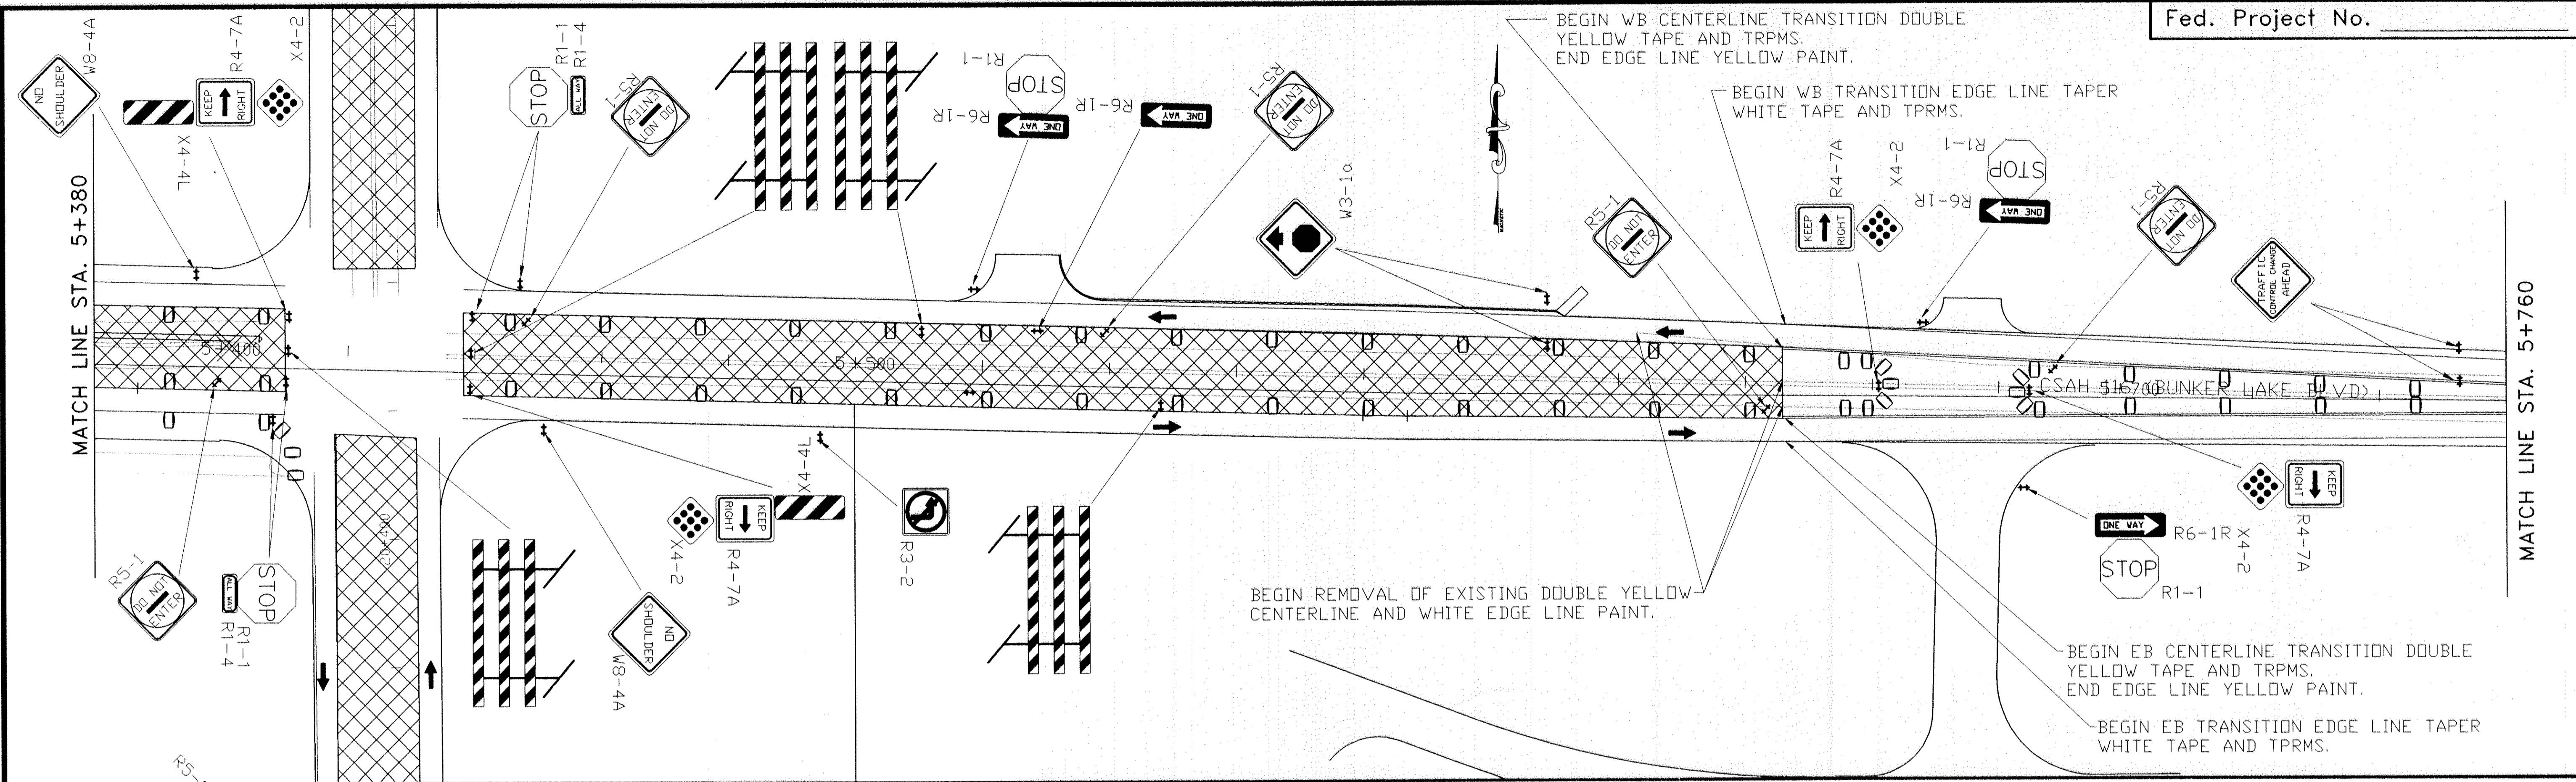 Fed. Project No.
BEGIN WB CENTERLINE TRANSITION DOUBLE
YELLOW TAPE AND TRPMS.
END EDGE LINE YELLOW PAINT.
BEGIN WB TRANSITION EDGE LINE TAPER
WHITE TAPE AND TPRMS.
NO
SHOULDER
W8-4A
X4-4L
KEEP
RIGHT
R4-7A
X4-2
STOP
R1-1
ALL WAY
R1-4
R5-1
DO NOT
ENTER
R1-1
STOP
R6-1R
ONE WAY
R6-1R
ONE WAY
R5-1
DO NOT
ENTER
W3-1a
R5-1
DO NOT
ENTER
R4-7A
KEEP
RIGHT
X4-2
R1-1
STOP
R6-1R
ONE WAY
R5-1
DO NOT
ENTER
TRAFFIC
CONTROL CHANGE
AHEAD
MATCH LINE STA. 5+380
MATCH LINE STA. 5+760
5+400
5+500
CSAH 116 (BUNKER LAKE BLVD)
20+400
R5-1
DO NOT
ENTER
ALL WAY
STOP
R1-1
R1-4
NO
SHOULDER
W8-4A
X4-2
KEEP
RIGHT
R4-7A
X4-4L
R3-2
BEGIN REMOVAL OF EXISTING DOUBLE YELLOW
CENTERLINE AND WHITE EDGE LINE PAINT.
ONE WAY
R6-1R
STOP
R1-1
X4-2
KEEP
RIGHT
R4-7A
BEGIN EB CENTERLINE TRANSITION DOUBLE
YELLOW TAPE AND TRPMS.
END EDGE LINE YELLOW PAINT.
BEGIN EB TRANSITION EDGE LINE TAPER
WHITE TAPE AND TPRMS.